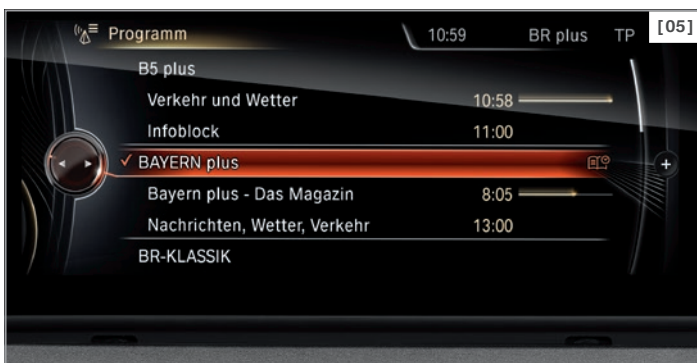 Programm 10:59 BR plus TP [05]
B5 plus
Verkehr und Wetter 10:58
Infoblock 11:00
✓ BAYERN plus
Bayern plus - Das Magazin 8:05
Nachrichten, Wetter, Verkehr 13:00
BR-KLASSIK